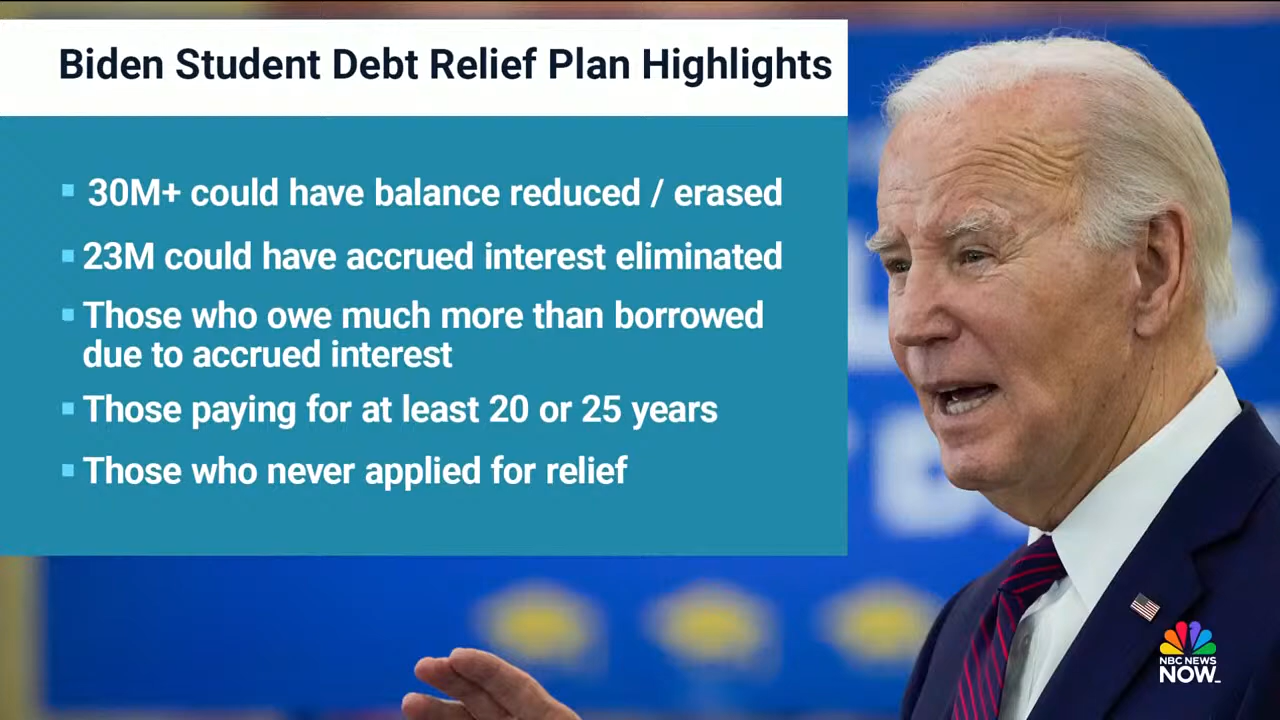 Biden Student Debt Relief Plan Highlights
30M+ could have balance reduced / erased
23M could have accrued interest eliminated
Those who owe much more than borrowed
due to accrued interest
Those paying for at least 20 or 25 years
Those who never applied for relief
NBC NEWS
NOW_